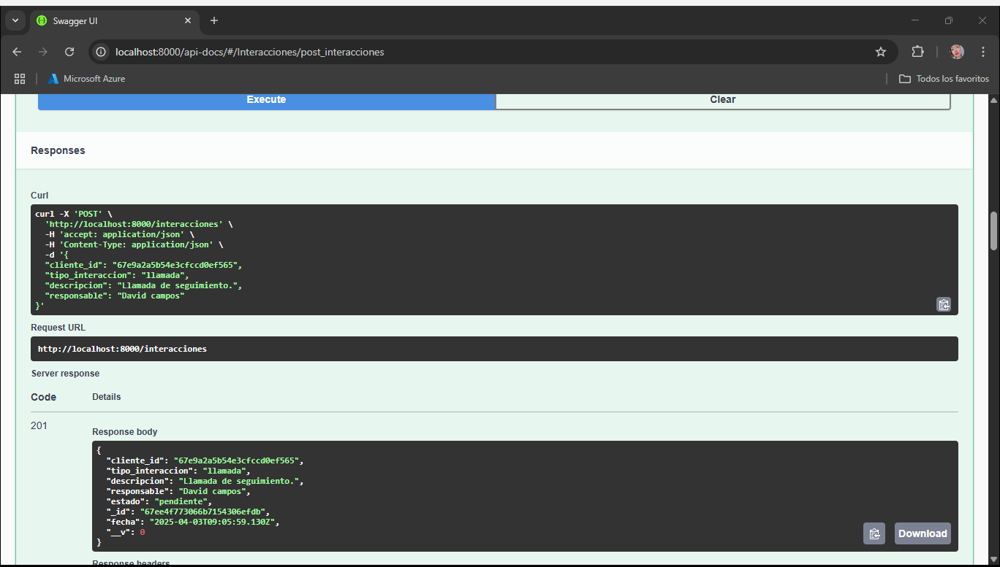 Swagger UI
localhost:8000/api-docs/#/Interacciones/post_interacciones
Microsoft Azure
Todos los favoritos
Execute
Clear
Responses
Curl
curl -X 'POST' \
'http://localhost:8000/interacciones' \
-H 'accept: application/json' \
-H 'Content-Type: application/json' \
-d '{
"cliente_id": "67e9a2a5b54e3cfccd0ef565",
"tipo_interaccion": "llamada",
"descripcion": "Llamada de seguimiento.",
"responsable": "David campos"
}'
Request URL
http://localhost:8000/interacciones
Server response
Code
Details
201
Response body
{
"cliente_id": "67e9a2a5b54e3cfccd0ef565",
"tipo_interaccion": "llamada",
"descripcion": "Llamada de seguimiento.",
"responsable": "David campos",
"estado": "pendiente",
"_id": "67ee4f773066b7154306efdb",
"fecha": "2025-04-03T09:05:59.130Z",
"__v": 0
}
Download
Response headers